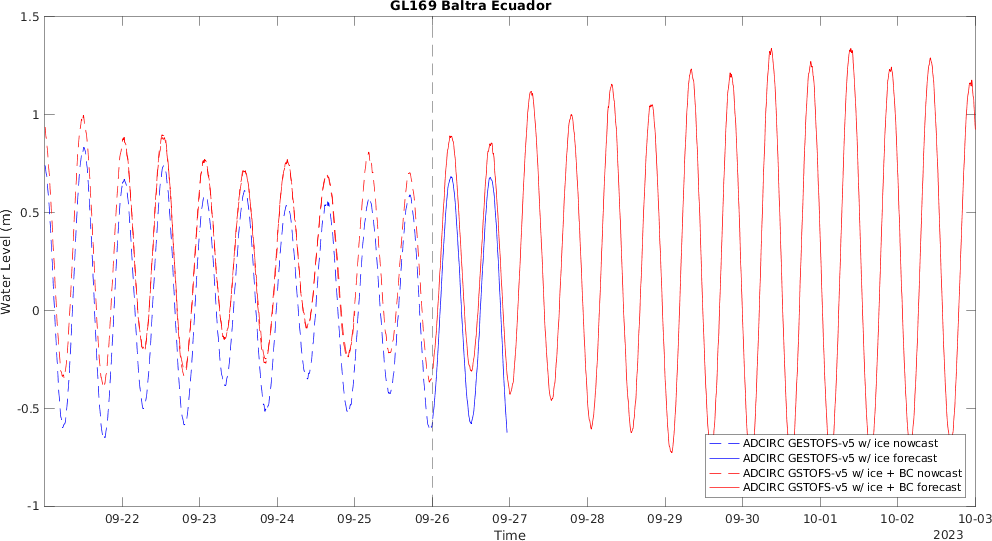 GL169 Baltra Ecuador
1.5
1
0.5
0
-0.5
-1
Water Level (m)
ADCIRC GESTOFS-v5 w/ ice nowcast
ADCIRC GESTOFS-v5 w/ ice forecast
ADCIRC GSTOFS-v5 w/ ice + BC nowcast
ADCIRC GSTOFS-v5 w/ ice + BC forecast
09-22 09-23 09-24 09-25 09-26 09-27 09-28 09-29 09-30 10-01 10-02 10-03
Time
2023